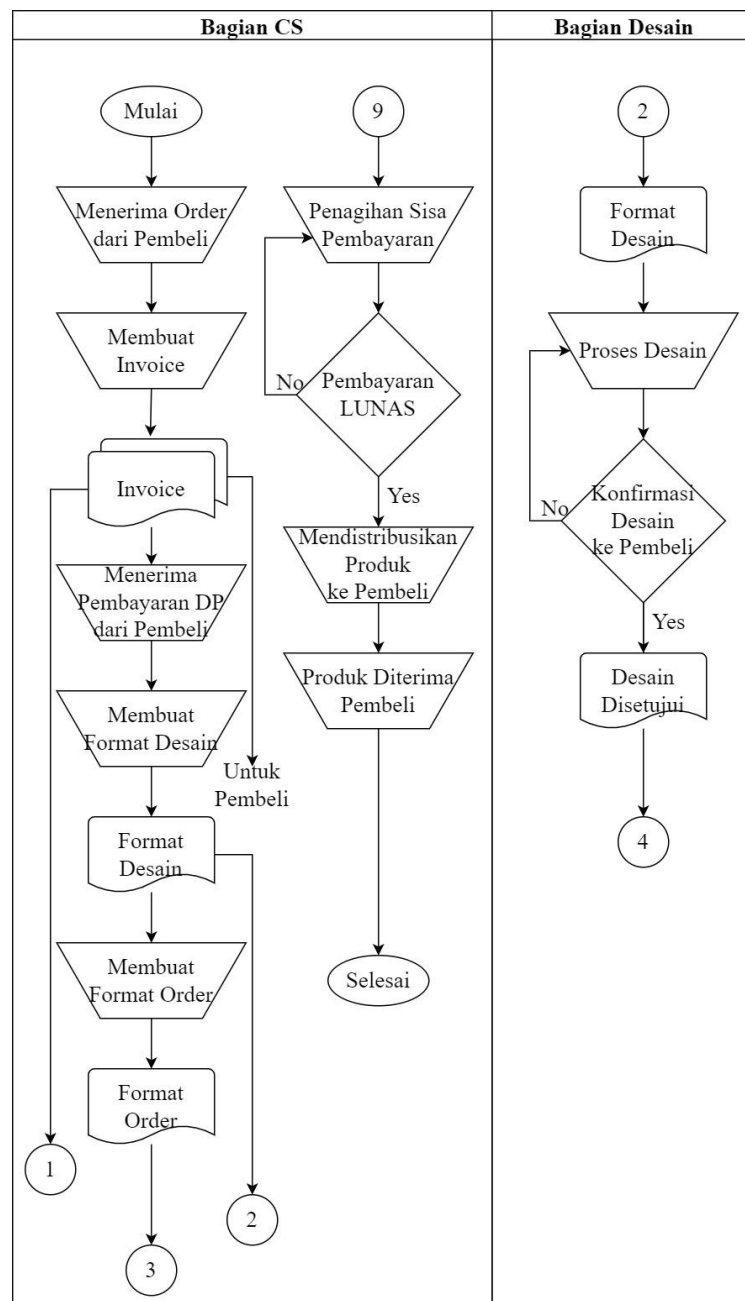 Bagian CS
Bagian Desain
Mulai
Menerima Order
dari Pembeli
Membuat
Invoice
Invoice
Menerima
Pembayaran DP
dari Pembeli
Membuat
Format Desain
Untuk
Pembeli
Format
Desain
Membuat
Format Order
Format
Order
1
2
3
9
Penagihan Sisa
Pembayaran
No
Pembayaran
LUNAS
Yes
Mendistribusikan
Produk
ke Pembeli
Produk Diterima
Pembeli
Selesai
2
Format
Desain
Proses Desain
No
Konfirmasi
Desain
ke Pembeli
Yes
Desain
Disetujui
4